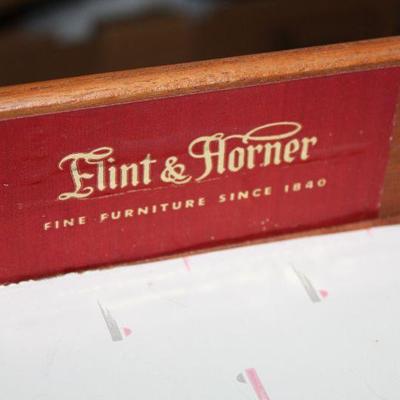 Flint & Horner
FINE FURNITURE SINCE 1840